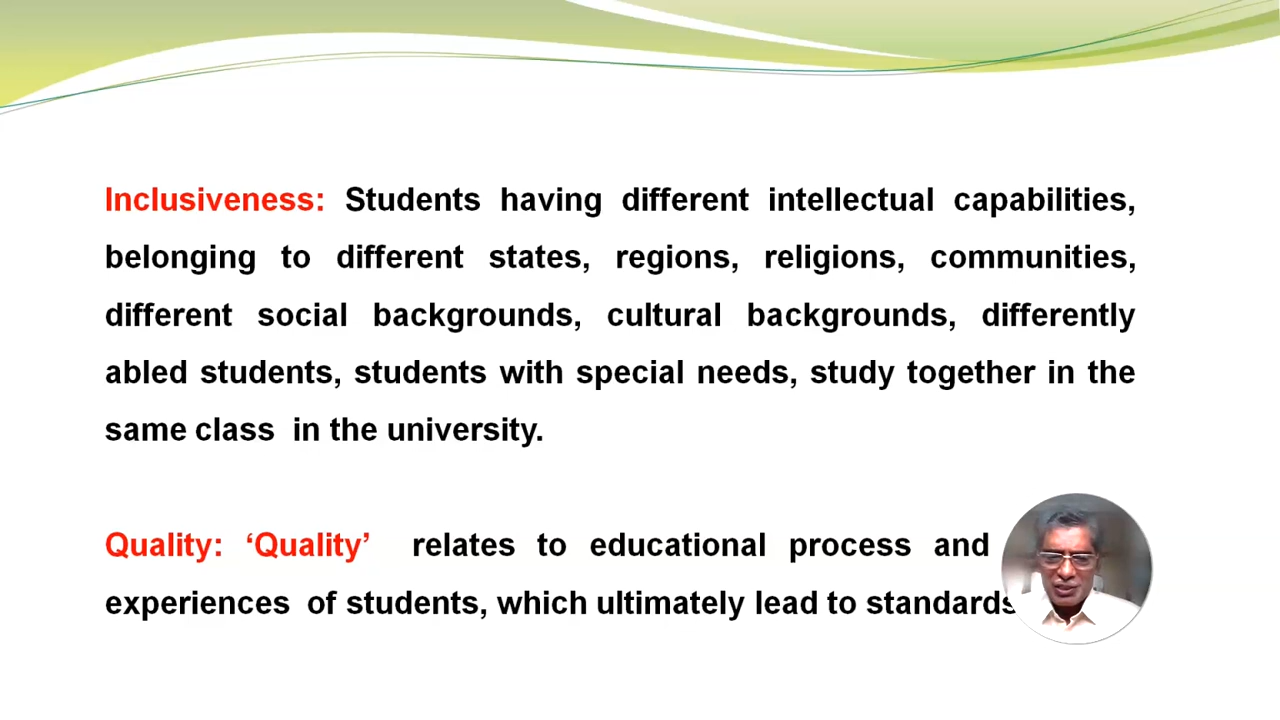 Inclusiveness: Students having different intellectual capabilities,
belonging to different states, regions, religions, communities,
different social backgrounds, cultural backgrounds, differently
abled students, students with special needs, study together in the
same class in the university.
Quality: ‘Quality’ relates to educational process and
experiences of students, which ultimately lead to standards